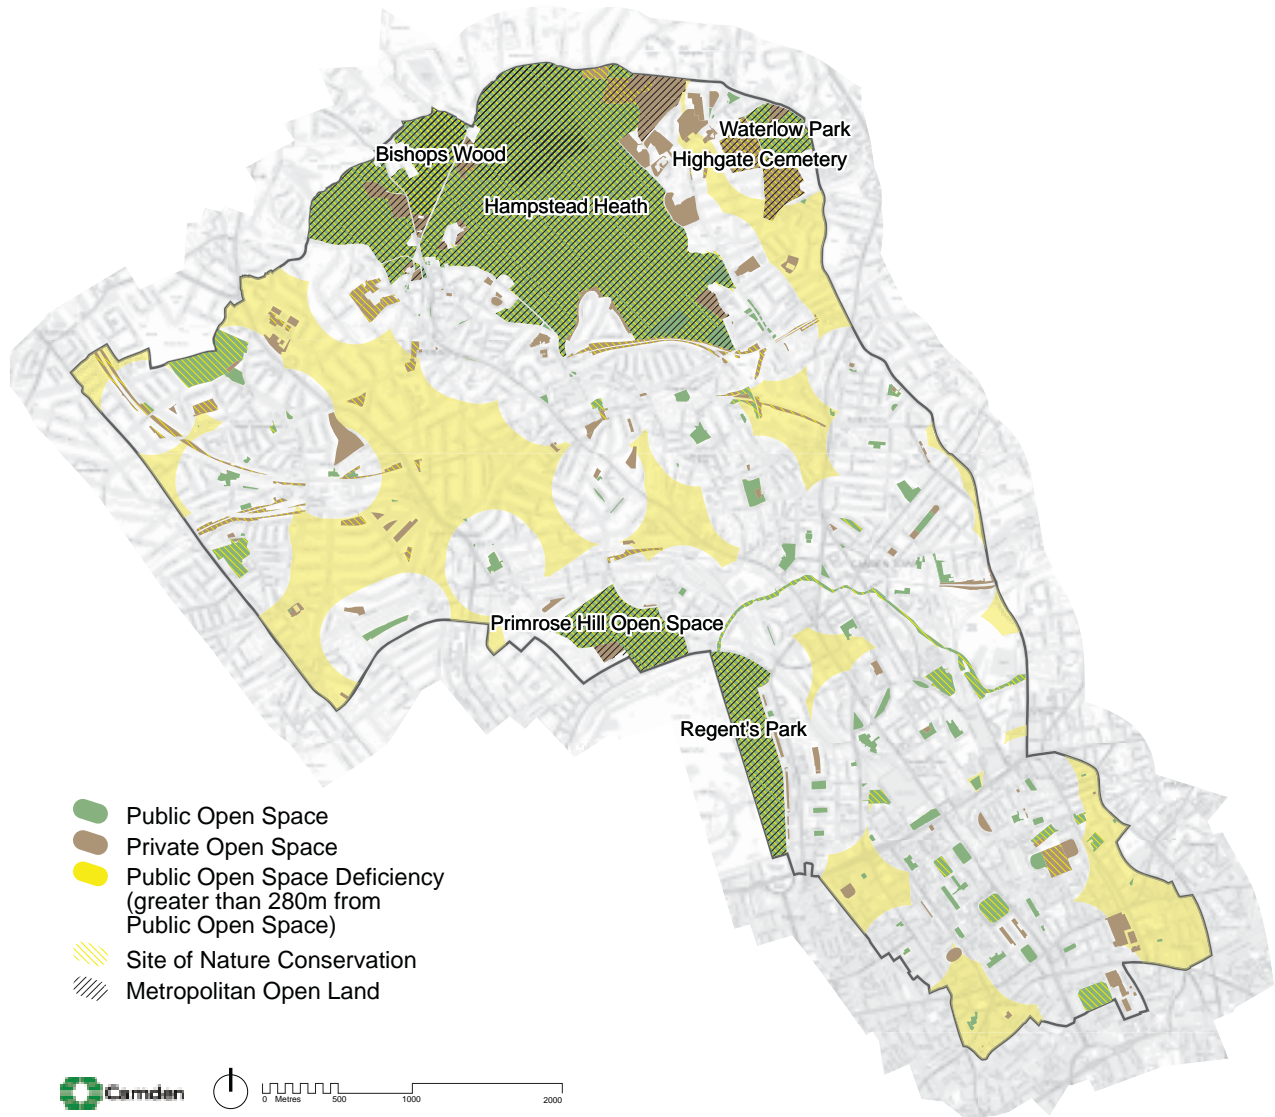 Waterlow Park
Bishops Wood
Highgate Cemetery
Hampstead Heath
Primrose Hill Open Space
Regent's Park
Public Open Space
Private Open Space
Public Open Space Deficiency
(greater than 280m from
Public Open Space)
Site of Nature Conservation
Metropolitan Open Land
Camden
0 Metres 500 1000 2000